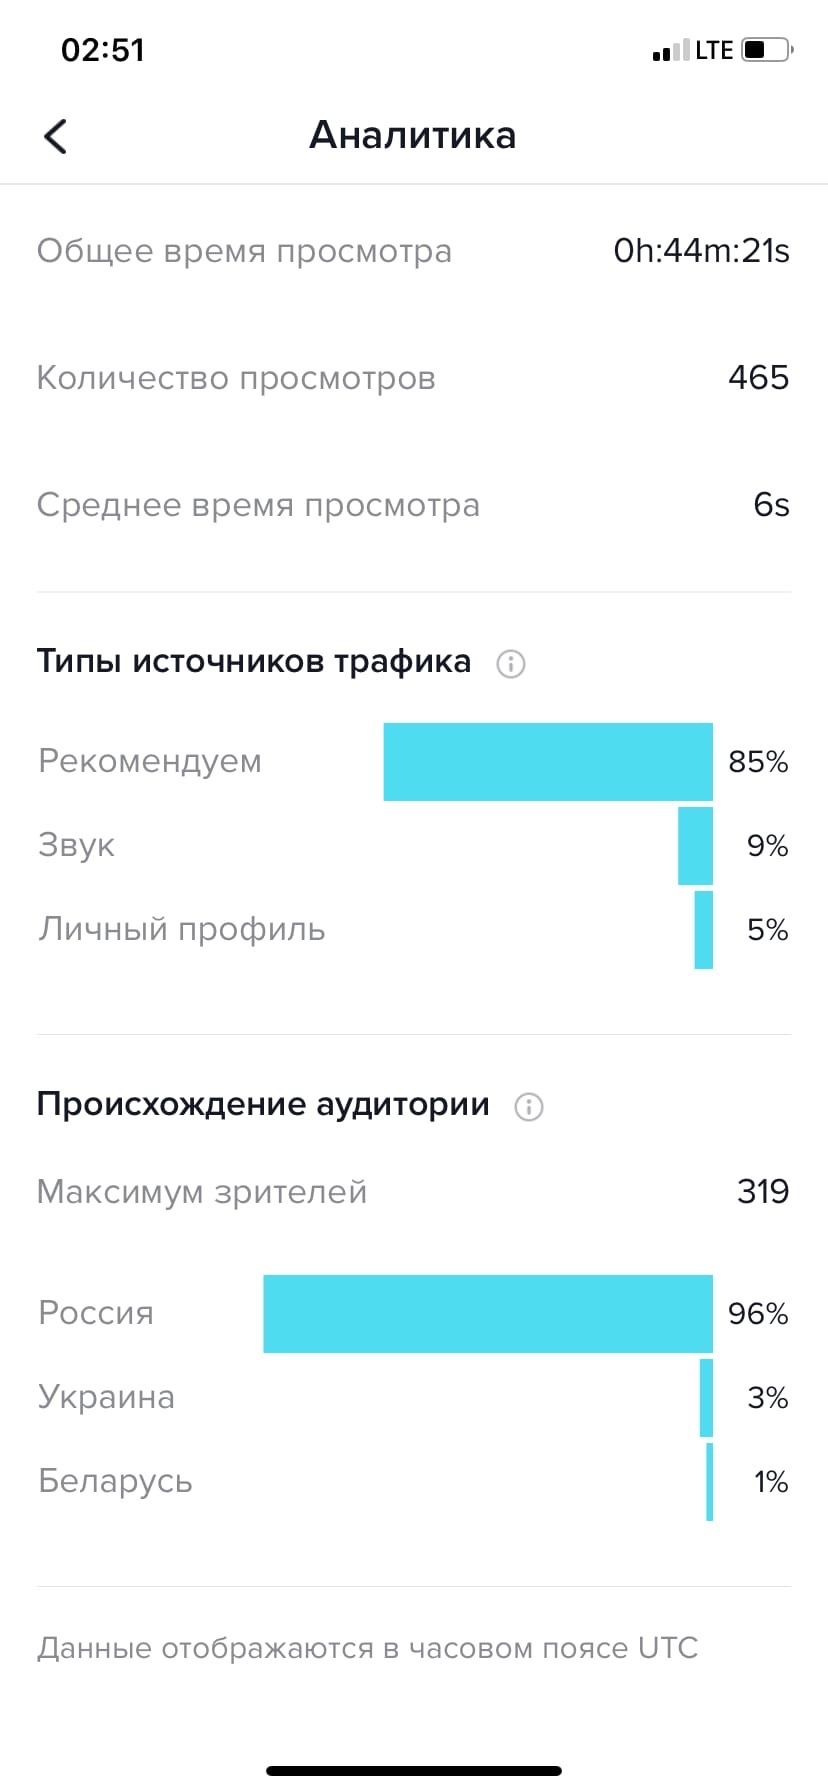 02:51
LTE
Аналитика
Общее время просмотра 0h:44m:21s
Количество просмотров 465
Среднее время просмотра 6s
Типы источников трафика
Рекомендуем 85%
Звук 9%
Личный профиль 5%
Происхождение аудитории
Максимум зрителей 319
Россия 96%
Украина 3%
Беларусь 1%
Данные отображаются в часовом поясе UTC